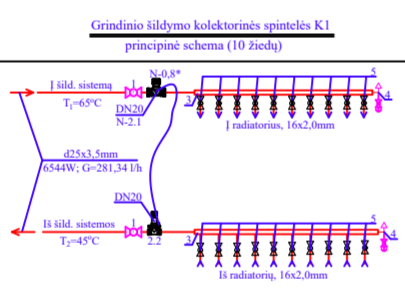 Grindinio šildymo kolektorinės spintelės K1
principinė schema (10 žiedų)
N-0,8*
5
Į šild. sistemą
1
T₁=65°C
DN20
N-2.1
3
4
Į radiatorius, 16x2,0mm
d25x3,5mm
6544W; G=281,34 l/h
DN20
Iš šild. sistemos
1
T₂=45°C
2.2
3
5
4
Iš radiatorių, 16x2,0mm